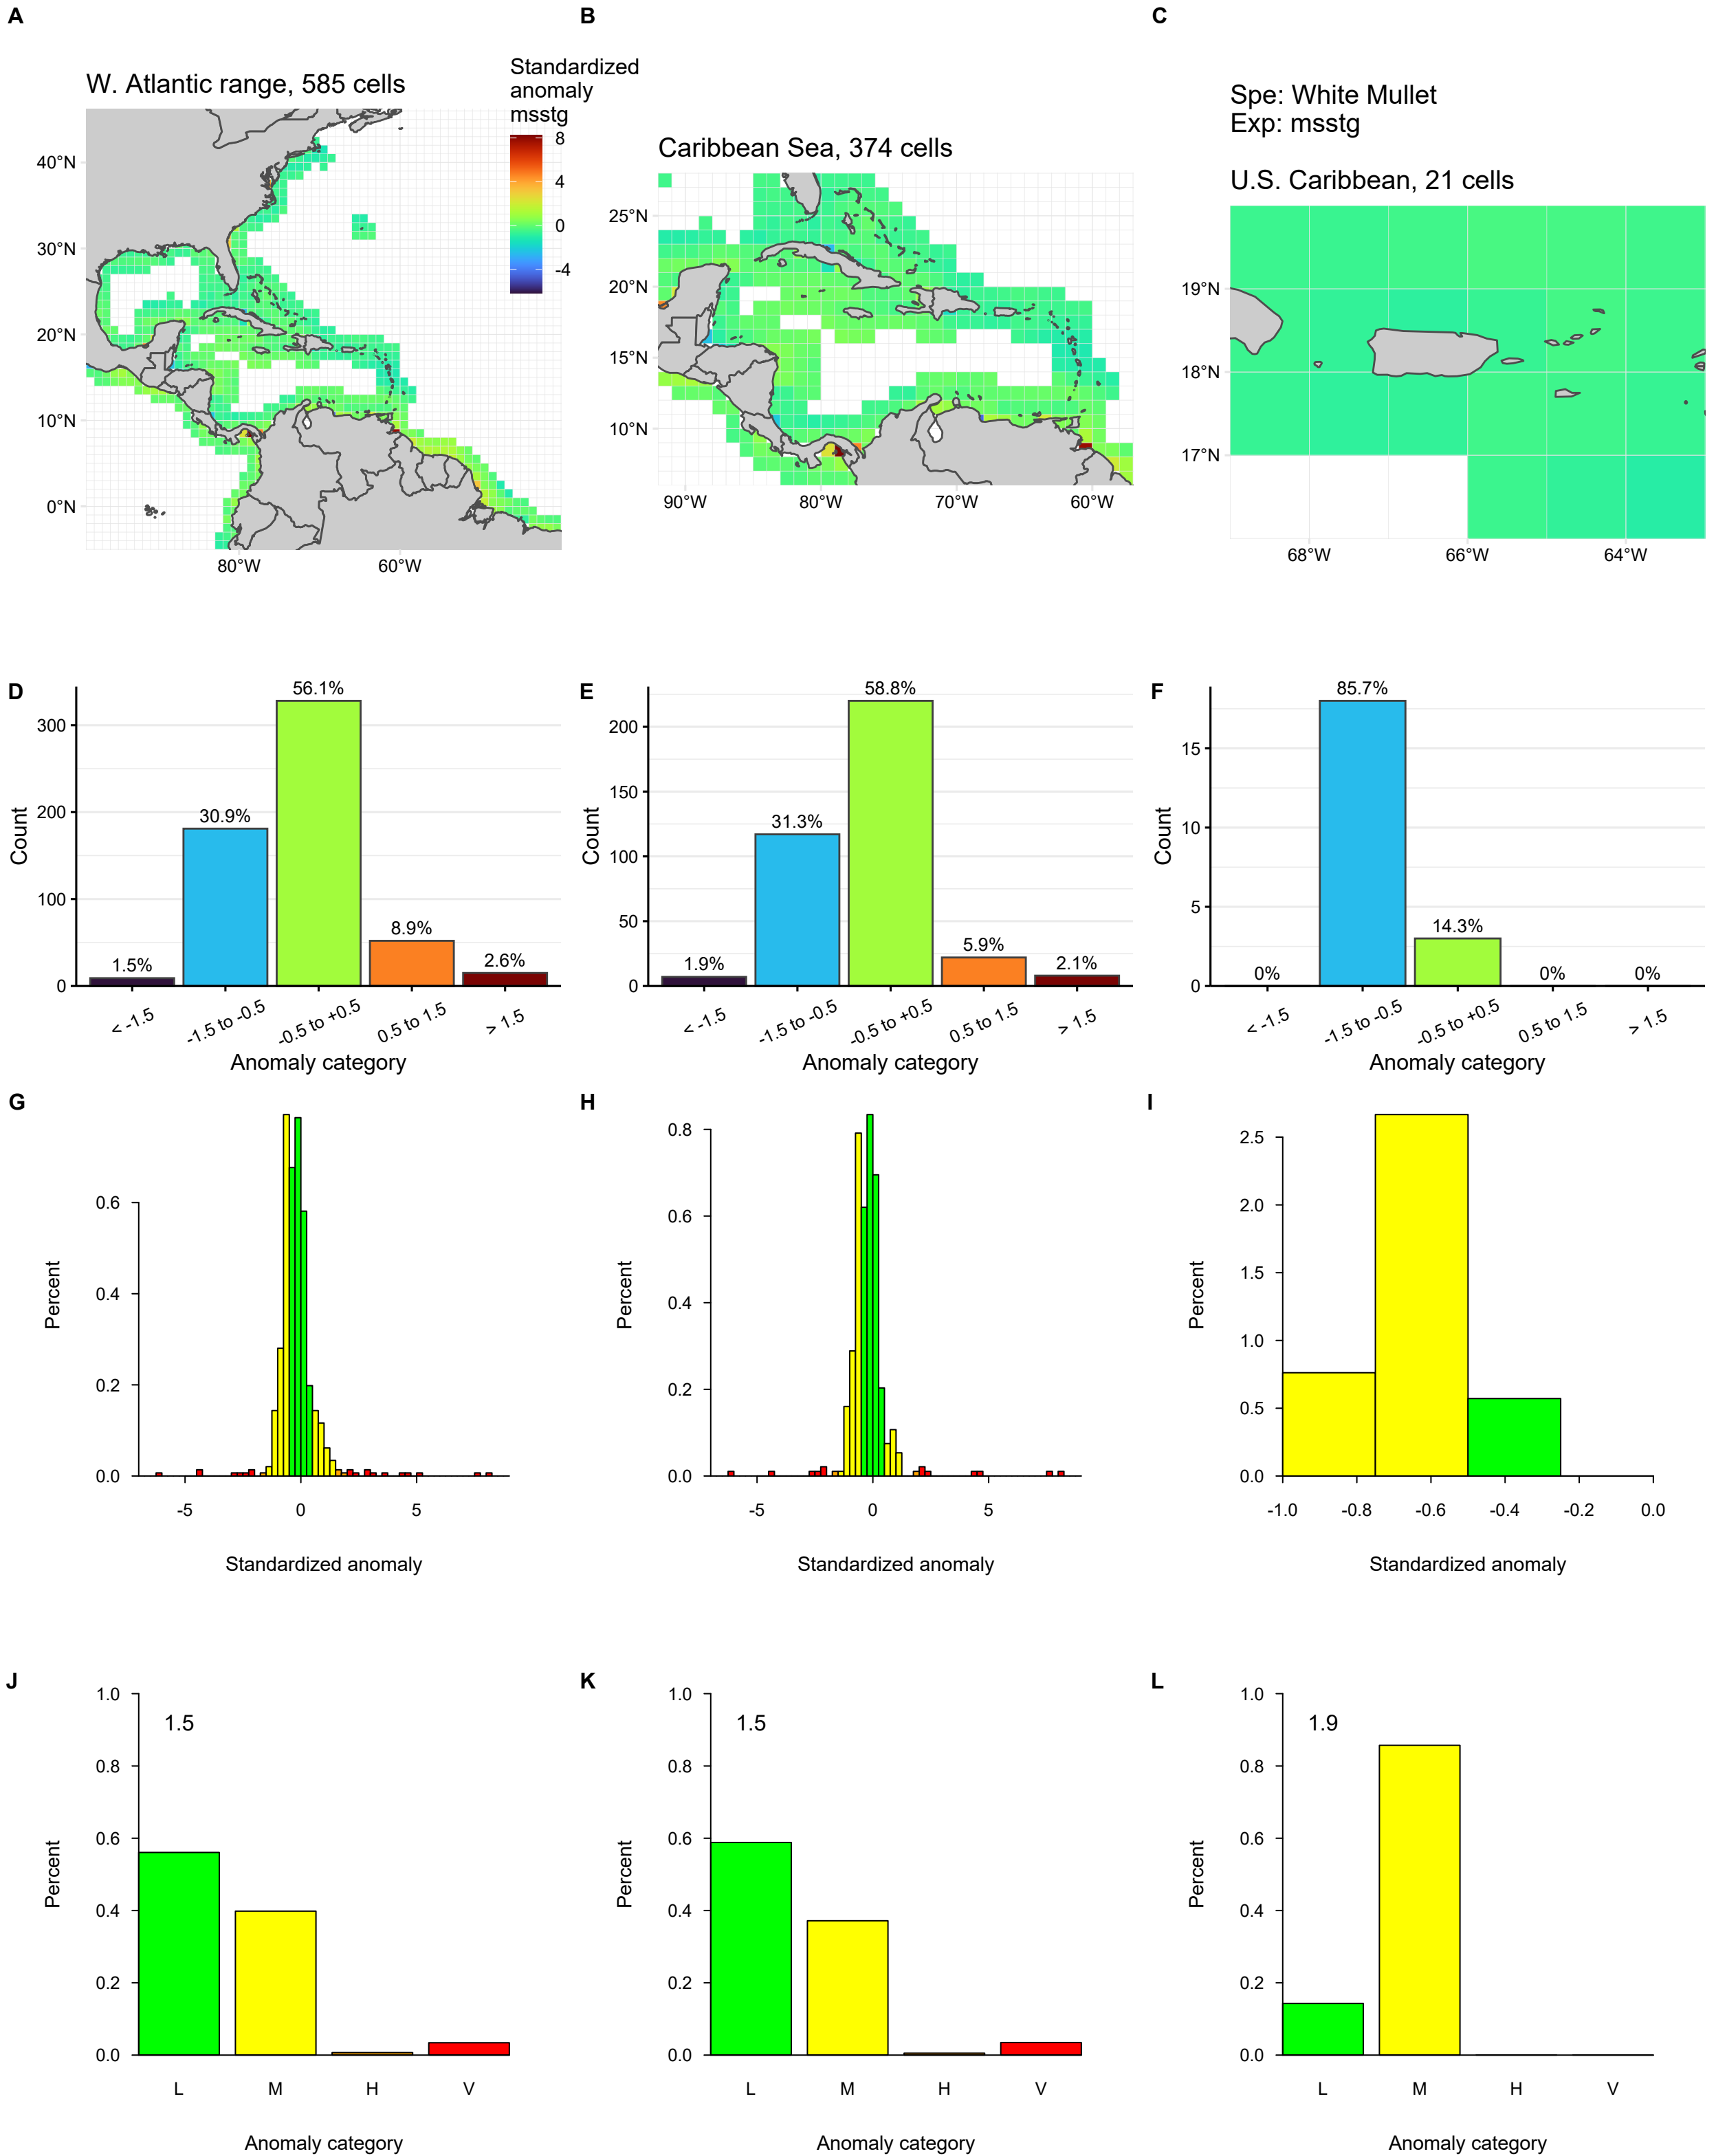 A
B
C
W. Atlantic range, 585 cells
Standardized
anomaly
msstg
8
4
0
-4
40°N
30°N
20°N
10°N
0°N
80°W
60°W
Caribbean Sea, 374 cells
25°N
20°N
15°N
10°N
90°W
80°W
70°W
60°W
Spe: White Mullet
Exp: msstg
U.S. Caribbean, 21 cells
19°N
18°N
17°N
68°W
66°W
64°W
D
Count
300
200
100
0
1.5%
30.9%
56.1%
8.9%
2.6%
< -1.5
-1.5 to -0.5
-0.5 to +0.5
0.5 to 1.5
> 1.5
Anomaly category
E
Count
200
150
100
50
0
1.9%
31.3%
58.8%
5.9%
2.1%
< -1.5
-1.5 to -0.5
-0.5 to +0.5
0.5 to 1.5
> 1.5
Anomaly category
F
Count
15
10
5
0
0%
85.7%
14.3%
0%
0%
< -1.5
-1.5 to -0.5
-0.5 to +0.5
0.5 to 1.5
> 1.5
Anomaly category
G
Percent
0.6
0.4
0.2
0.0
-5
0
5
Standardized anomaly
H
Percent
0.8
0.6
0.4
0.2
0.0
-5
0
5
Standardized anomaly
I
Percent
2.5
2.0
1.5
1.0
0.5
0.0
-1.0
-0.8
-0.6
-0.4
-0.2
0.0
Standardized anomaly
J
Percent
1.0
0.8
0.6
0.4
0.2
0.0
1.5
L
M
H
V
Anomaly category
K
Percent
1.0
0.8
0.6
0.4
0.2
0.0
1.5
L
M
H
V
Anomaly category
L
Percent
1.0
0.8
0.6
0.4
0.2
0.0
1.9
L
M
H
V
Anomaly category